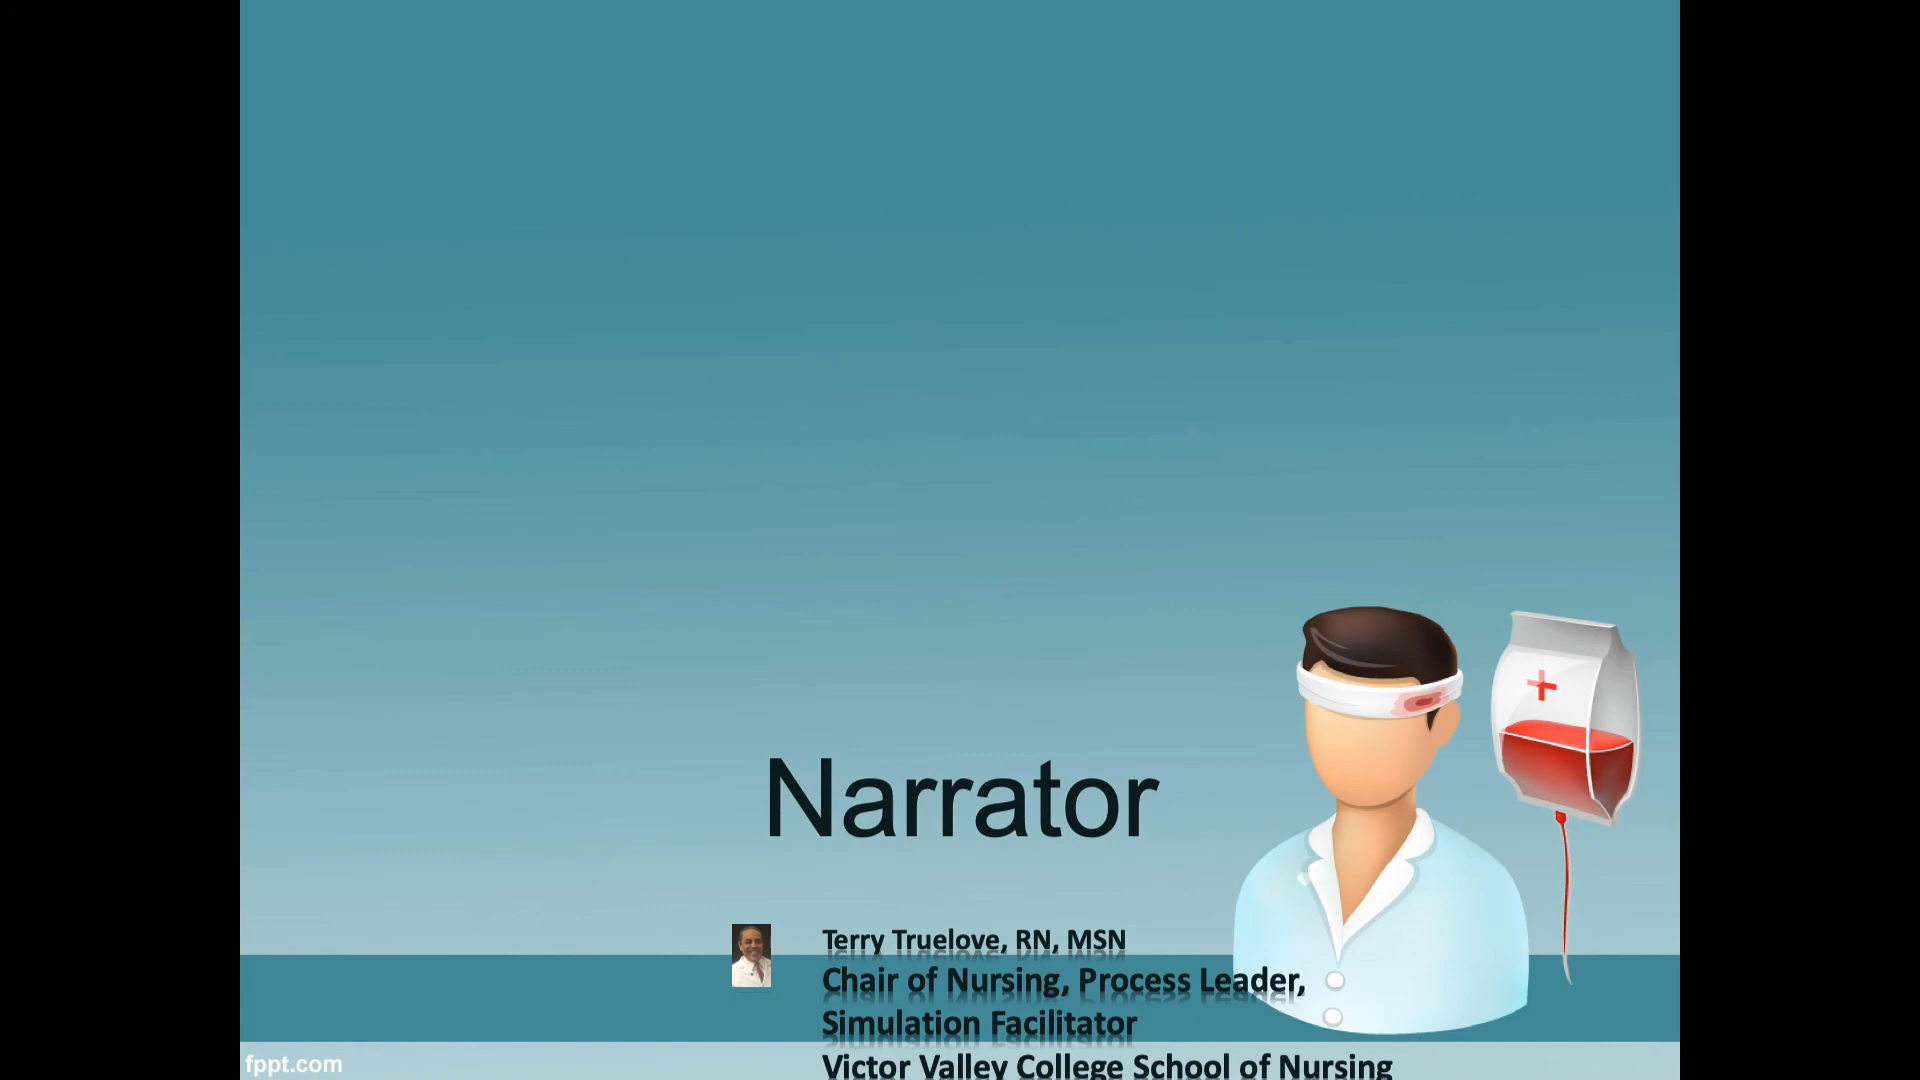 Narrator
Terry Truelove, RN, MSN
Chair of Nursing, Process Leader,
Simulation Facilitator
Victor Valley College School of Nursing
fppt.com